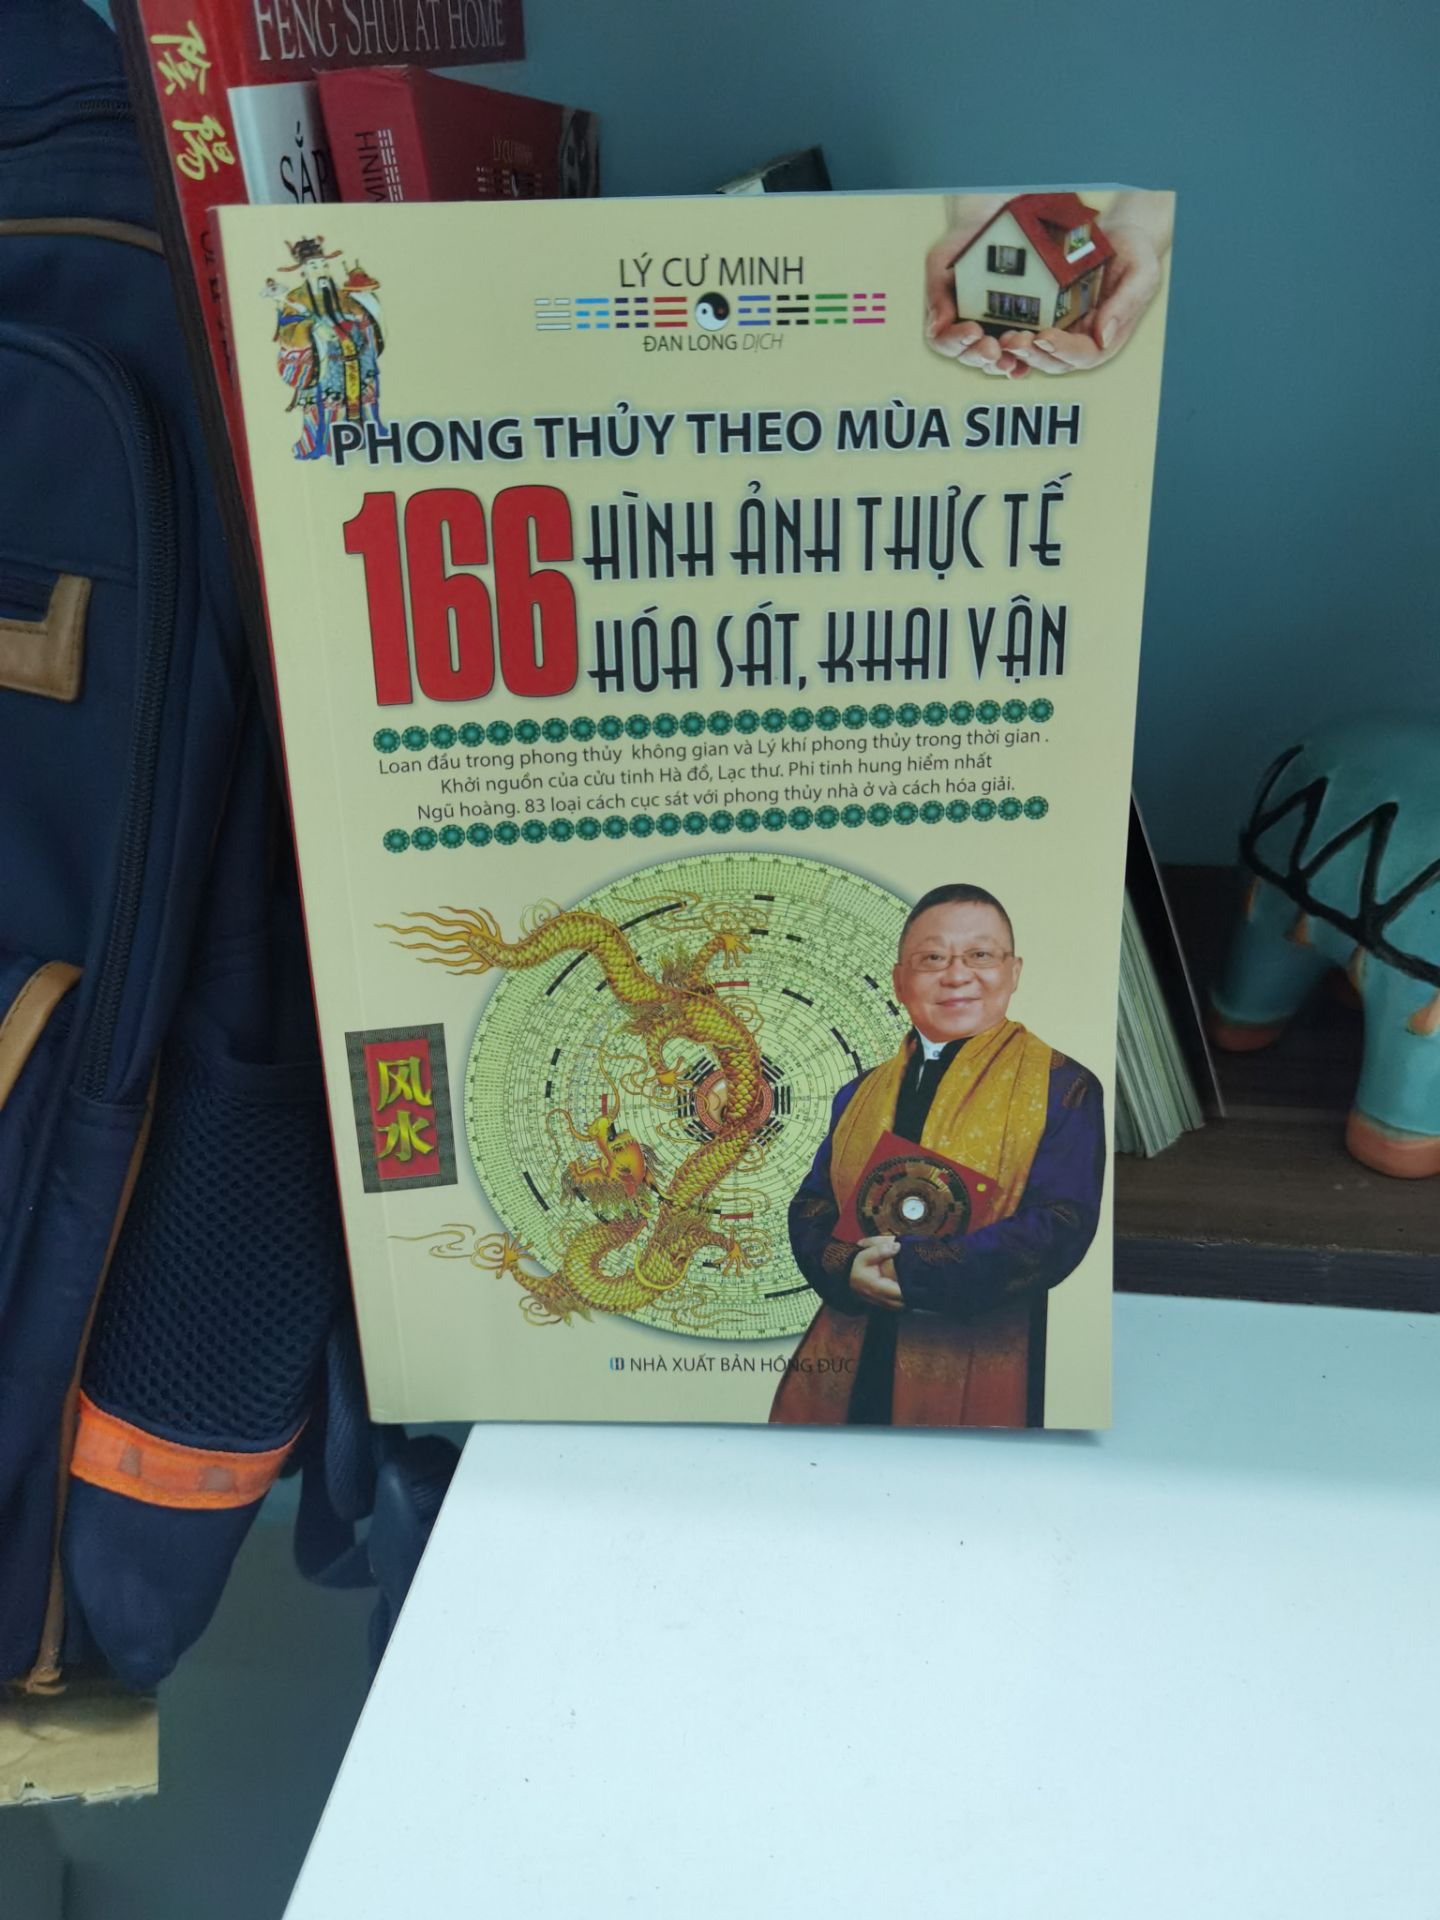 FENG SHUI AT HOME
SẮP
MINH
LÝ CƯ MINH
LÝ CƯ MINH
ĐAN LONG DỊCH
PHONG THỦY THEO MÙA SINH
166 HÌNH ẢNH THỰC TẾ
HÓA SÁT, KHAI VẬN
Loan đầu trong phong thủy không gian và Lý khí phong thủy trong thời gian .
Khởi nguồn của cửu tinh Hà đồ, Lạc thư. Phi tinh hung hiểm nhất
Ngũ hoàng. 83 loại cách cục sát với phong thủy nhà ở và cách hóa giải.
风水
NHÀ XUẤT BẢN HỒNG ĐỨC